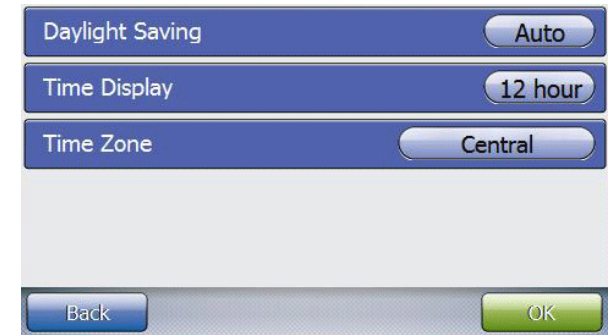 Daylight Saving Auto
Time Display 12 hour
Time Zone Central
Back OK